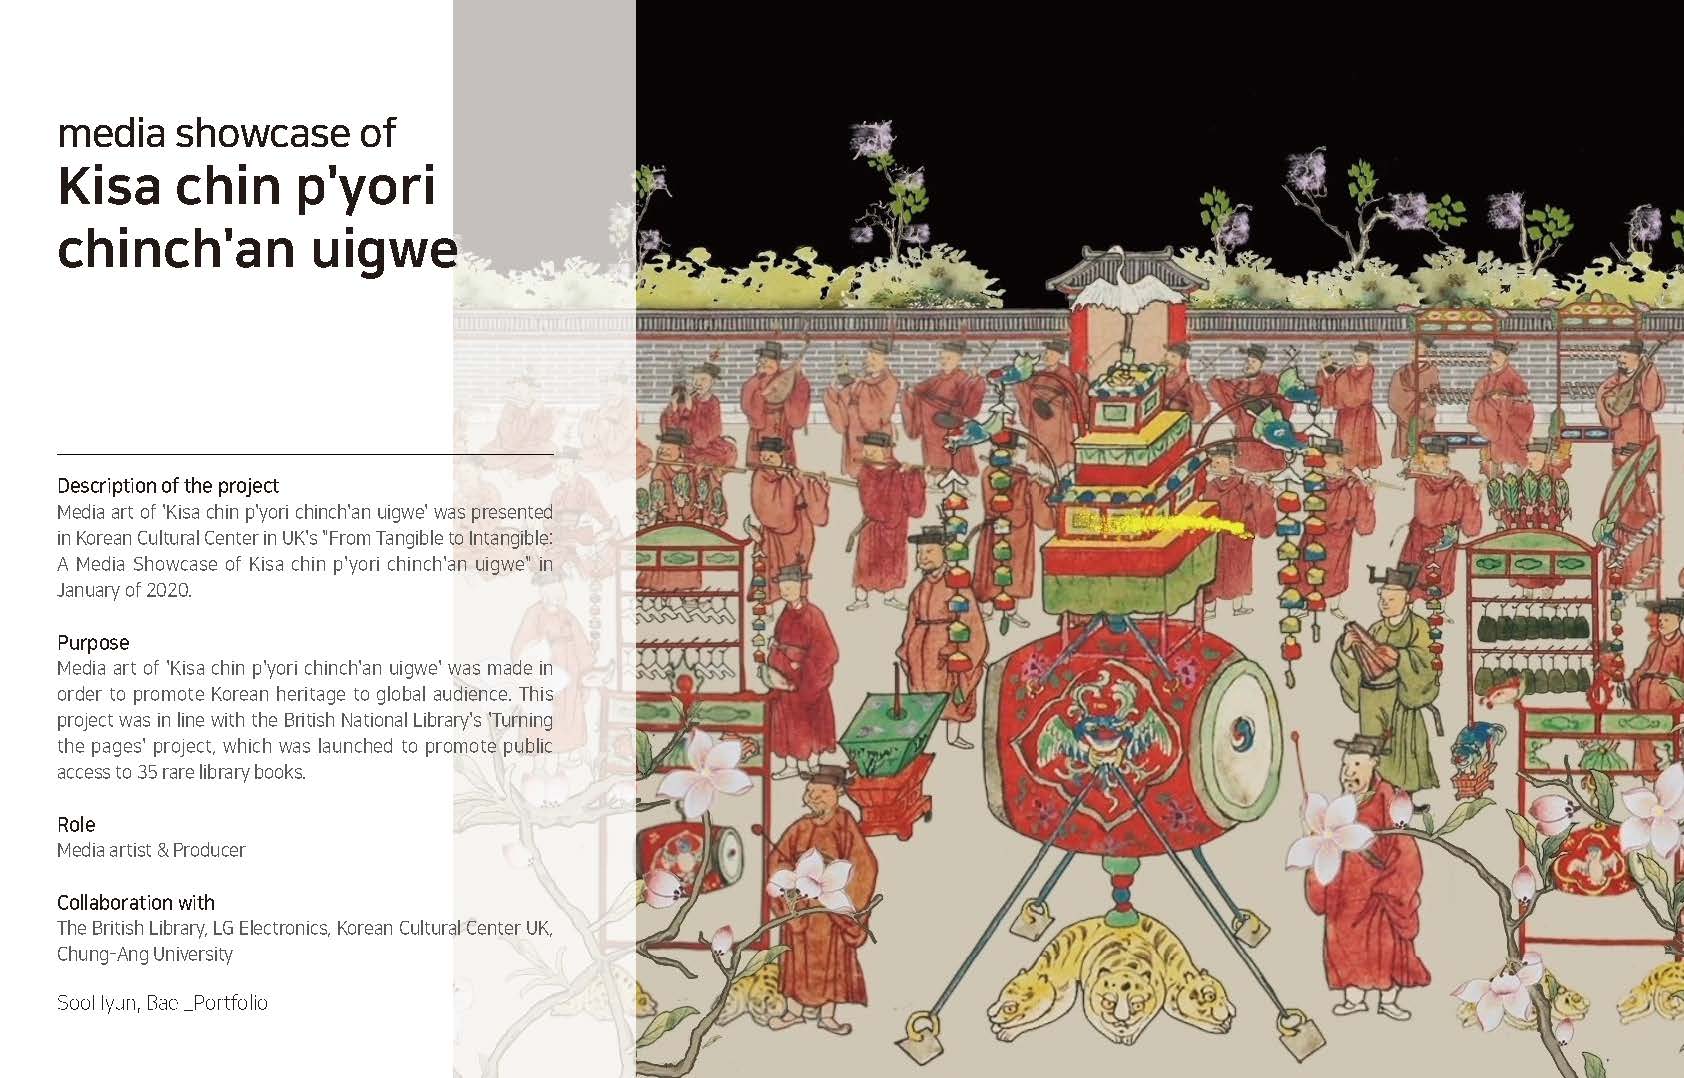 media showcase of
Kisa chin p'yori
chinch'an uigwe
Description of the project
Media art of 'Kisa chin p'yori chinch'an uigwe' was presented
in Korean Cultural Center in UK's "From Tangible to Intangible:
A Media Showcase of Kisa chin p'yori chinch'an uigwe" in
January of 2020.
Purpose
Media art of 'Kisa chin p'yori chinch'an uigwe' was made in
order to promote Korean heritage to global audience. This
project was in line with the British National Library's 'Turning
the pages' project, which was launched to promote public
access to 35 rare library books.
Role
Media artist & Producer
Collaboration with
The British Library, LG Electronics, Korean Cultural Center UK,
Chung-Ang University
SooHyun, Bae _Portfolio